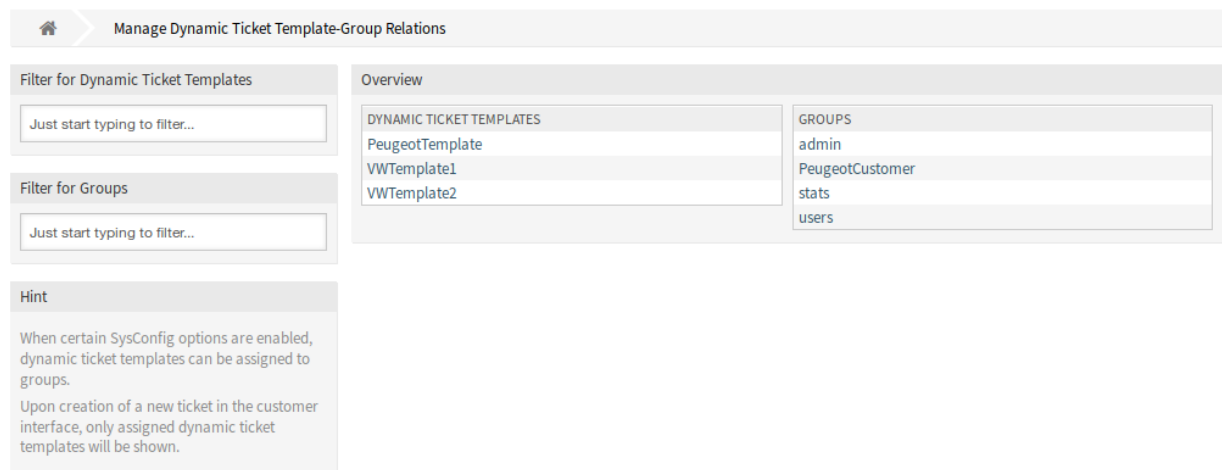 Manage Dynamic Ticket Template-Group Relations
Filter for Dynamic Ticket Templates
Just start typing to filter...
Filter for Groups
Just start typing to filter...
Hint
When certain SysConfig options are enabled,
dynamic ticket templates can be assigned to
groups.
Upon creation of a new ticket in the customer
interface, only assigned dynamic ticket
templates will be shown.
Overview
DYNAMIC TICKET TEMPLATES
PeugeotTemplate
VWTemplate1
VWTemplate2
GROUPS
admin
PeugeotCustomer
stats
users